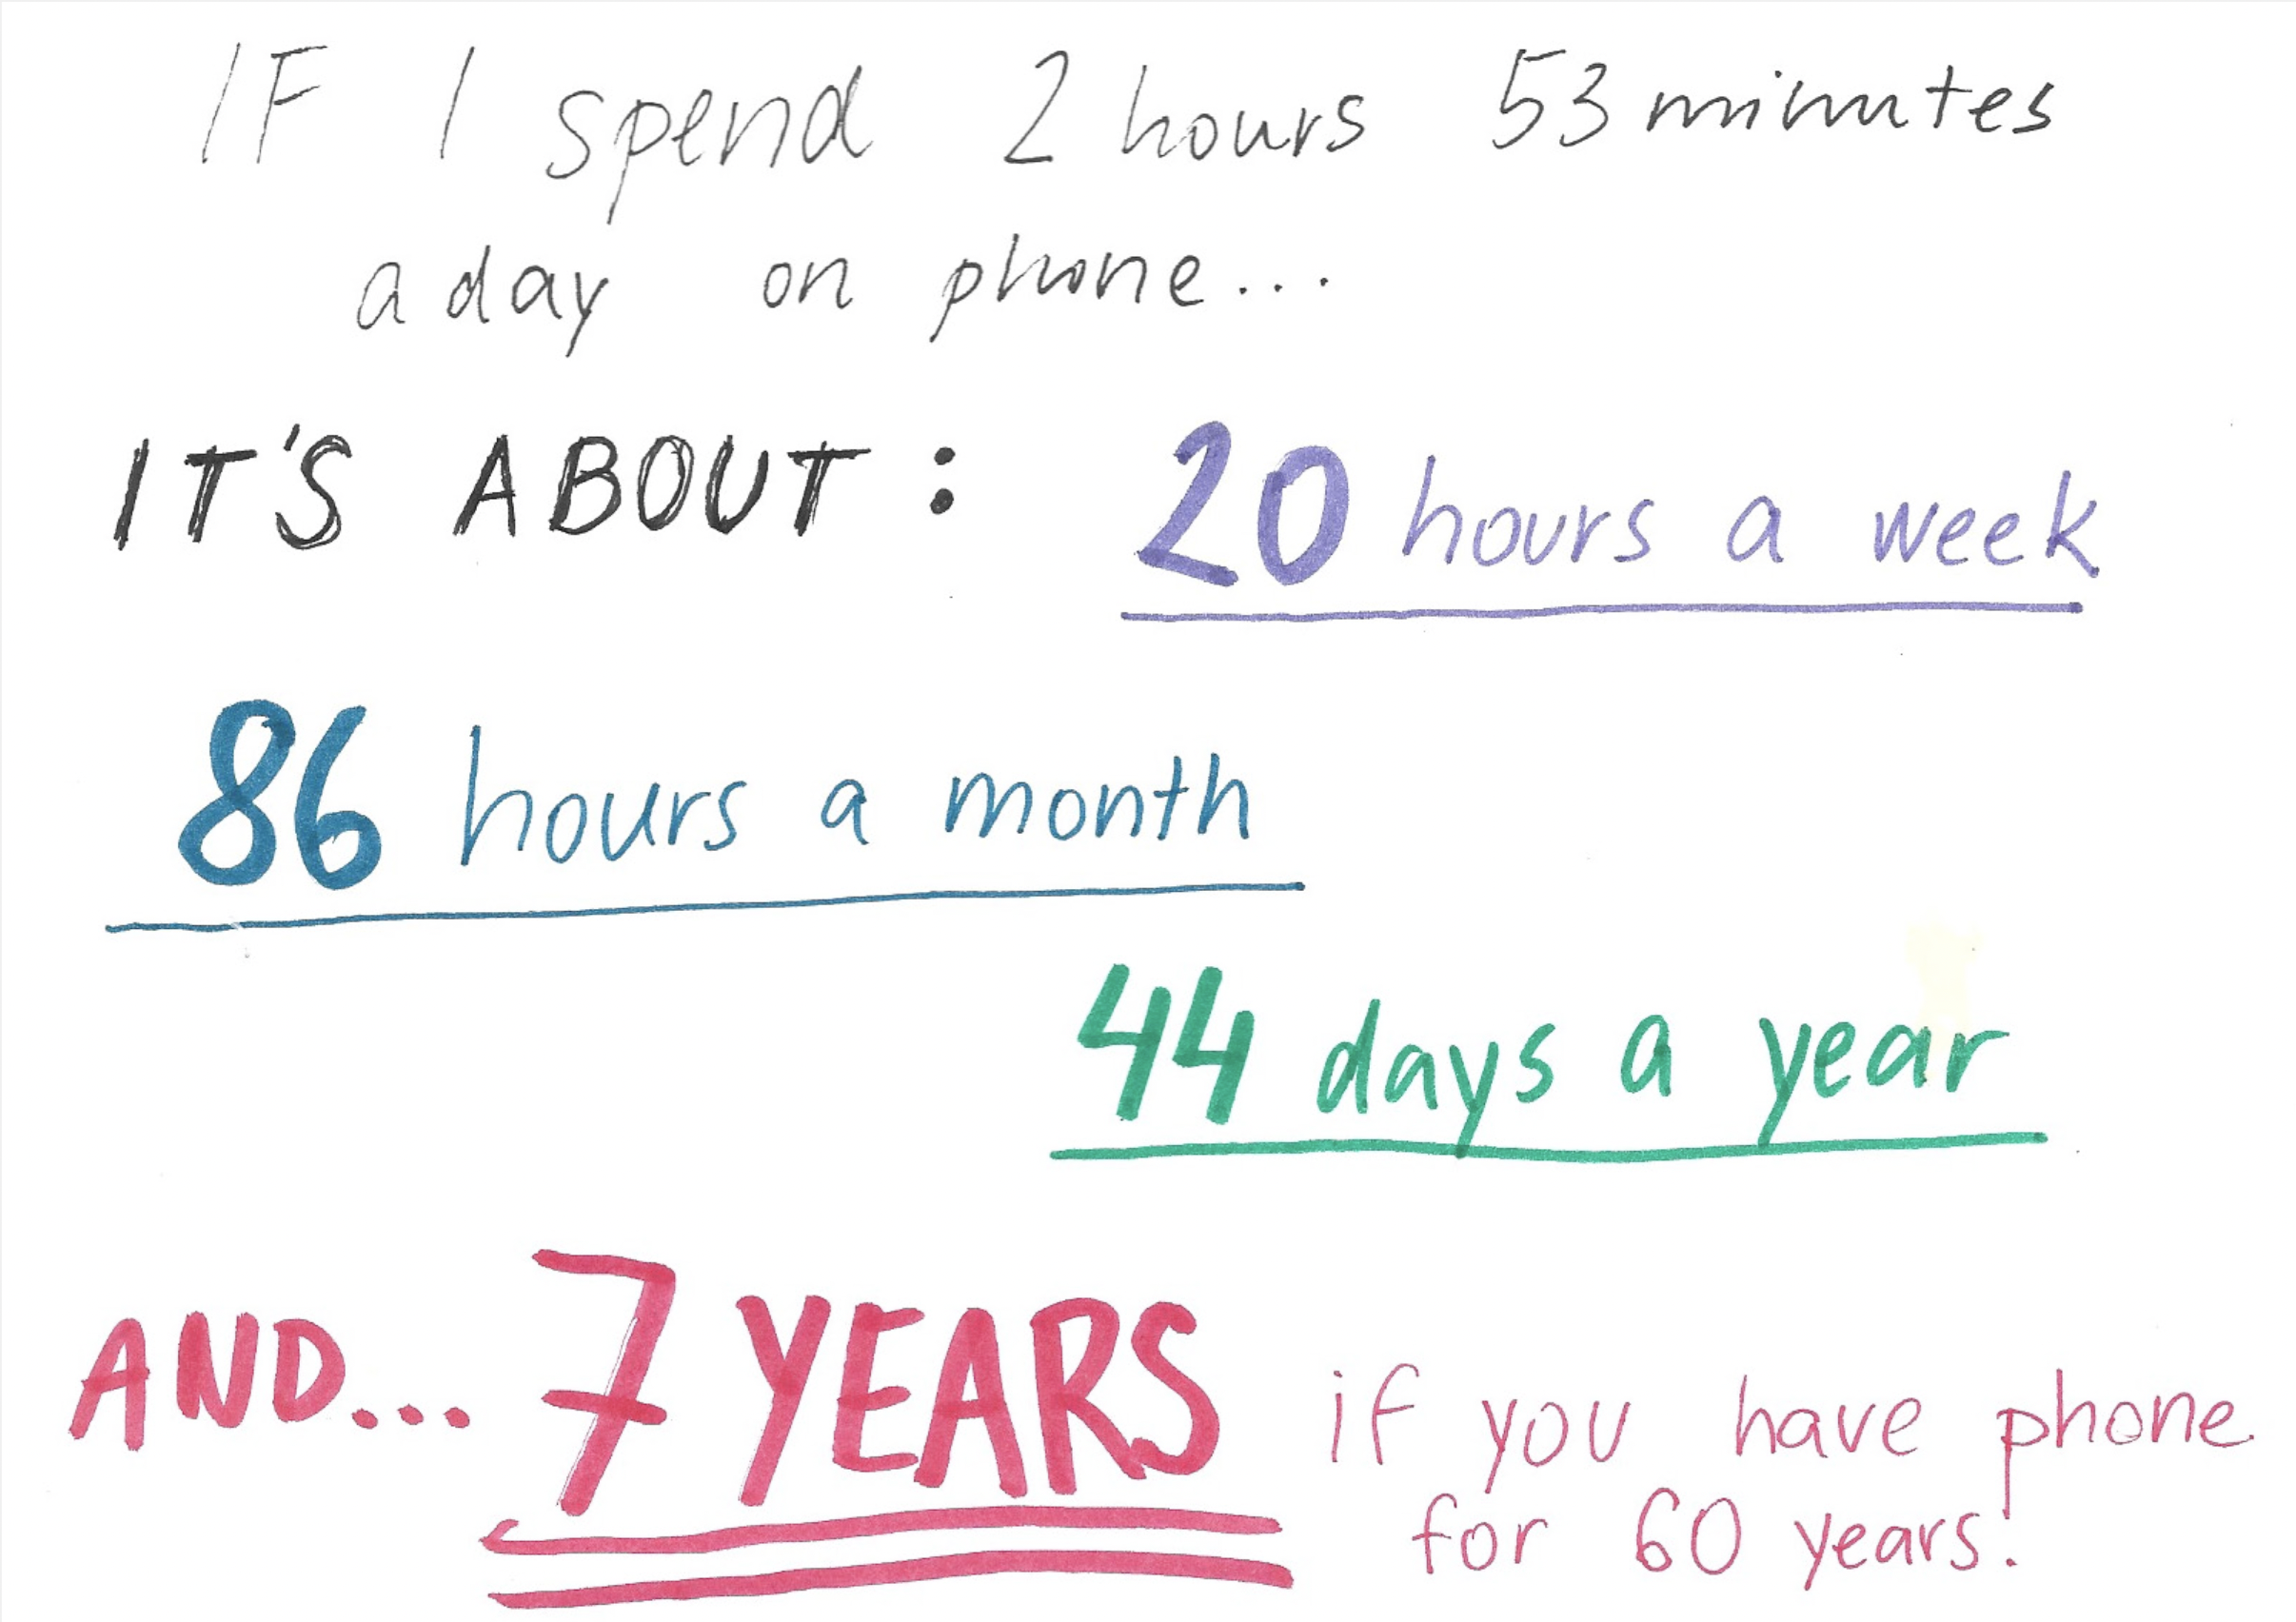 IF I spend 2 hours 53 minutes
a day on phone...
IT'S ABOUT: 20 hours a week
86 hours a month
44 days a year
AND... 7 YEARS if you have phone
for 60 years!